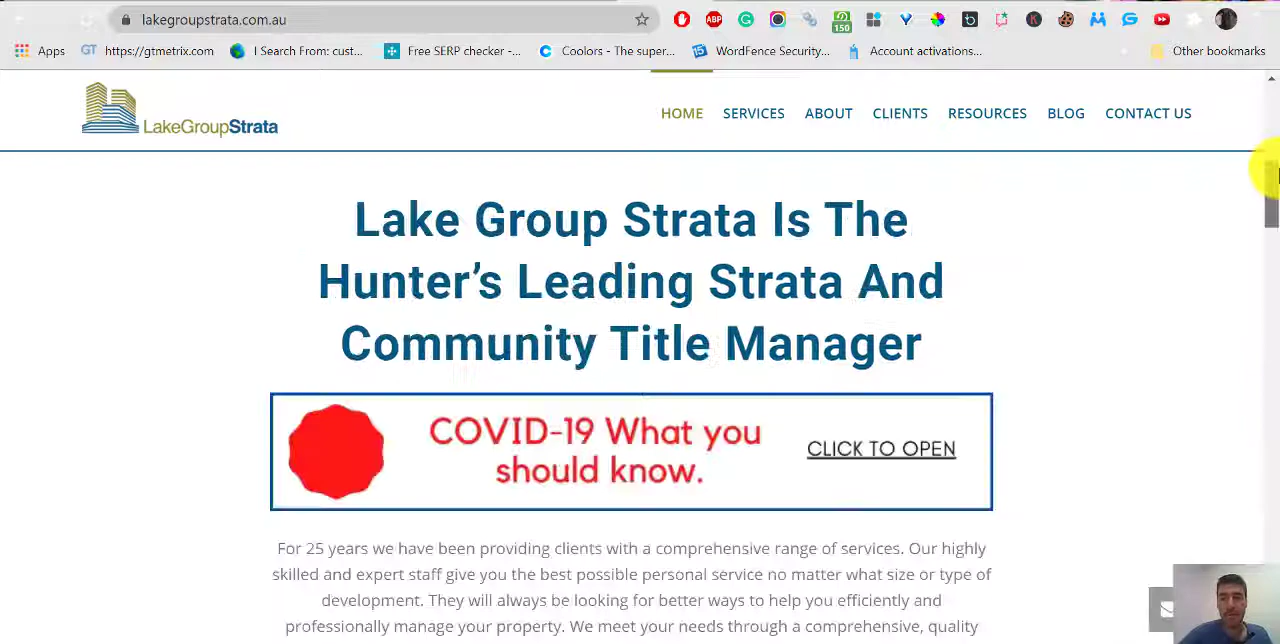 lakegroupstrata.com.au
ABP
150
Apps
GT https://gtmetrix.com
I Search From: cust...
Free SERP checker -...
Coolors - The super...
WordFence Security,...
Account activations...
Other bookmarks
LakeGroupStrata
HOME SERVICES ABOUT CLIENTS RESOURCES BLOG CONTACT US
Lake Group Strata Is The
Hunter’s Leading Strata And
Community Title Manager
COVID-19 What you
should know.
CLICK TO OPEN
For 25 years we have been providing clients with a comprehensive range of services. Our highly
skilled and expert staff give you the best possible personal service no matter what size or type of
development. They will always be looking for better ways to help you efficiently and
professionally manage your property. We meet your needs through a comprehensive, quality